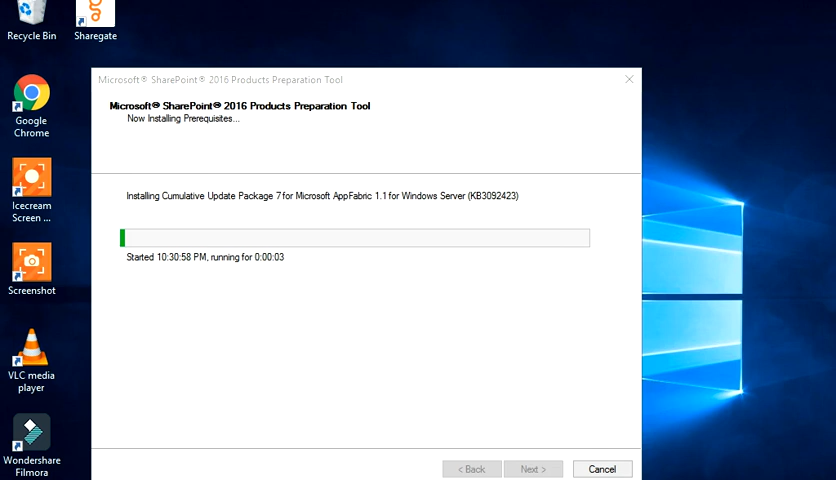 Recycle Bin
Sharegate
Google
Chrome
Icecream
Screen ...
Screenshot
VLC media
player
Wondershare
Filmora
Microsoft® SharePoint® 2016 Products Preparation Tool
Microsoft® SharePoint® 2016 Products Preparation Tool
Now Installing Prerequisites...
Installing Cumulative Update Package 7 for Microsoft AppFabric 1.1 for Windows Server (KB3092423)
Started 10:30:58 PM, running for 0:00:03
< Back
Next >
Cancel